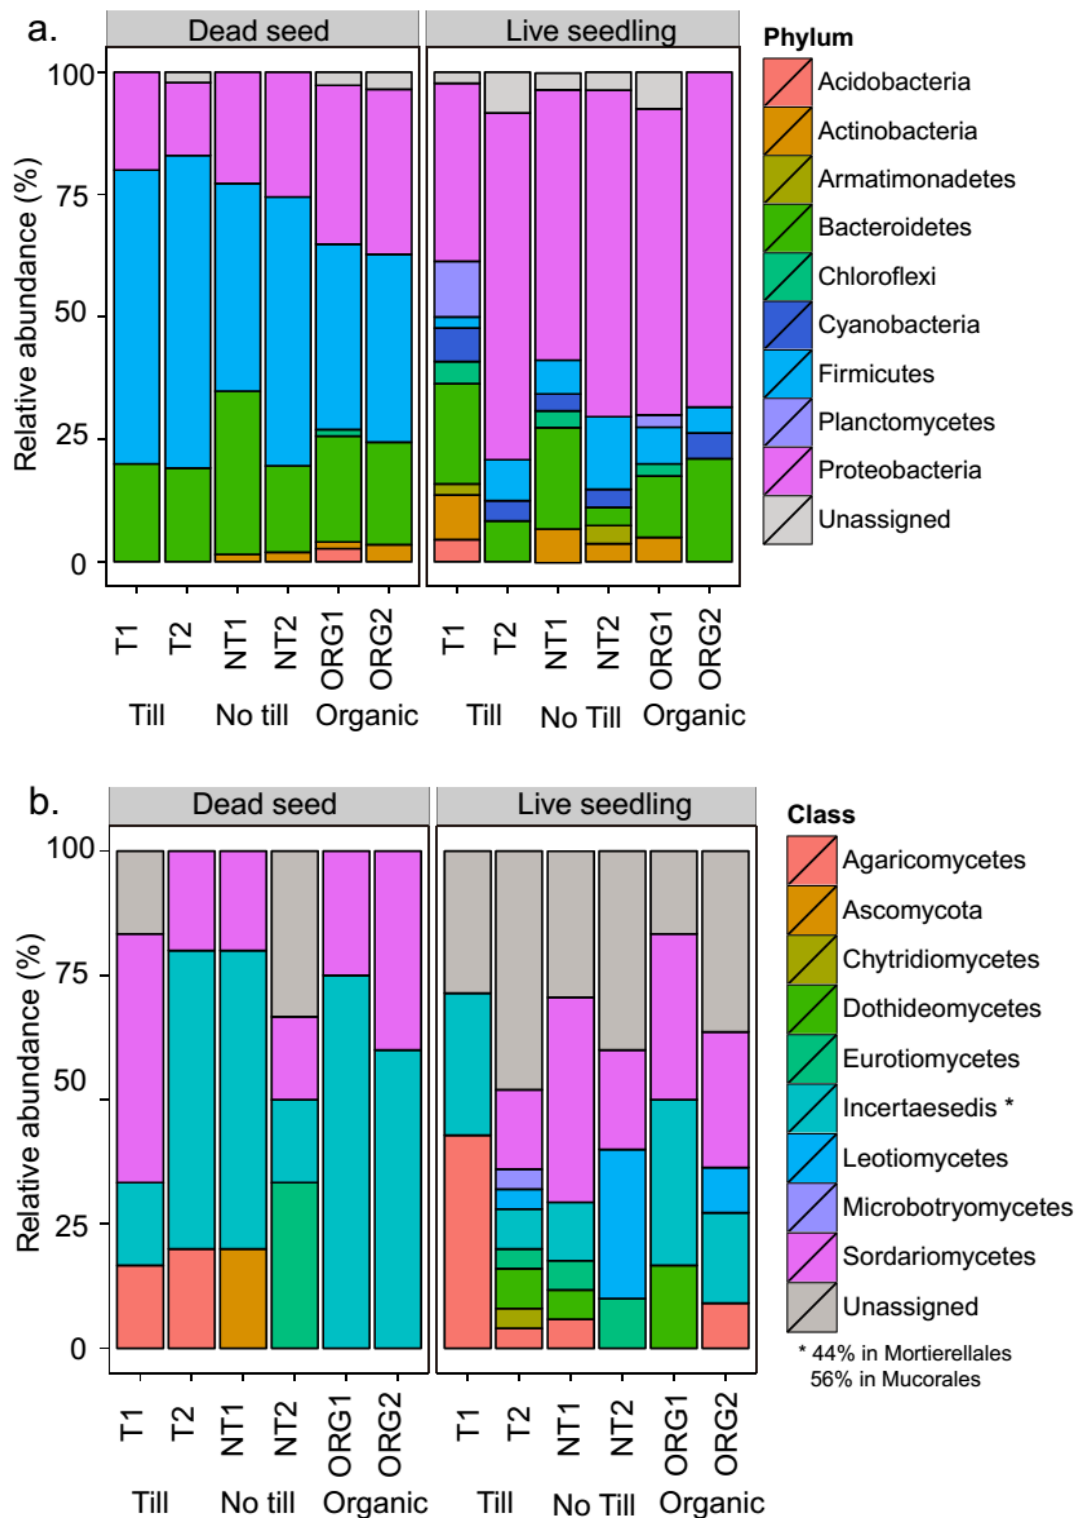 a.
Dead seed
Live seedling
Phylum
Acidobacteria
Actinobacteria
Armatimonadetes
Bacteroidetes
Chloroflexi
Cyanobacteria
Firmicutes
Planctomycetes
Proteobacteria
Unassigned
Relative abundance (%)
100
75
50
25
0
T1 T2 NT1 NT2 ORG1 ORG2 T1 T2 NT1 NT2 ORG1 ORG2
Till No till Organic Till No Till Organic
b.
Dead seed
Live seedling
Class
Agaricomycetes
Ascomycota
Chytridiomycetes
Dothideomycetes
Eurotiomycetes
Incertaesedis *
Leotiomycetes
Microbotryomycetes
Sordariomycetes
Unassigned
* 44% in Mortierellales
56% in Mucorales
Relative abundance (%)
100
75
50
25
0
T1 T2 NT1 NT2 ORG1 ORG2 T1 T2 NT1 NT2 ORG1 ORG2
Till No till Organic Till No Till Organic